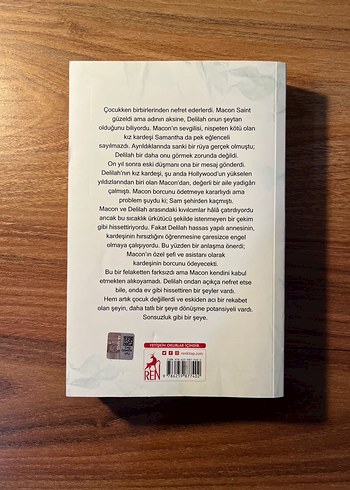 Çocukken birbirlerinden nefret ederlerdi. Macon Saint
güzeldi ama adının aksine, Delilah onun şeytan
olduğunu biliyordu. Macon'ın sevgilisi, nispeten kötü olan
kız kardeşi Samantha da pek eğlenceli
sayılmazdı. Ayrıldıklarında sanki bir rüya gerçek olmuştu;
Delilah bir daha onu görmek zorunda değildi.
On yıl sonra eski düşmanı ona bir mesaj gönderdi.
Delilah'nın kız kardeşi, şu anda Hollywood'un yükselen
yıldızlarından biri olan Macon'dan, değerli bir aile yadigârı
çalmıştı. Macon borcunu ödetmeye kararlıydı ama
problem şuydu ki; Sam şehirden kaçmıştı.
Macon ve Delilah arasındaki kıvılcımlar hâlâ çatırdıyordu
ancak bu sıcaklık ürkütücü şekilde istenmeyen bir çekim
gibi hissettiriyordu. Fakat Delilah hassas yapılı annesinin,
kardeşinin hırsızlığını öğrenmesine çaresizce engel
olmaya çalışıyordu. Bu yüzden bir anlaşma önerdi;
Macon'ın özel şefi ve asistanı olarak
kardeşinin borcunu ödeyecekti.
Bu bir felaketten farksızdı ama Macon kendini kabul
etmekten alıkoyamadı. Delilah ondan açıkça nefret etse
bile, onda ev gibi hissettiren bir şeyler vardı.
Hem artık çocuk değillerdi ve eskiden acı bir rekabet
olan şeyin, daha tatlı bir şeye dönüşme potansiyeli vardı.
Sonsuzluk gibi bir şeye.
YETİŞKİN OKURLAR İÇİNDİR.
renkitap.com
REN